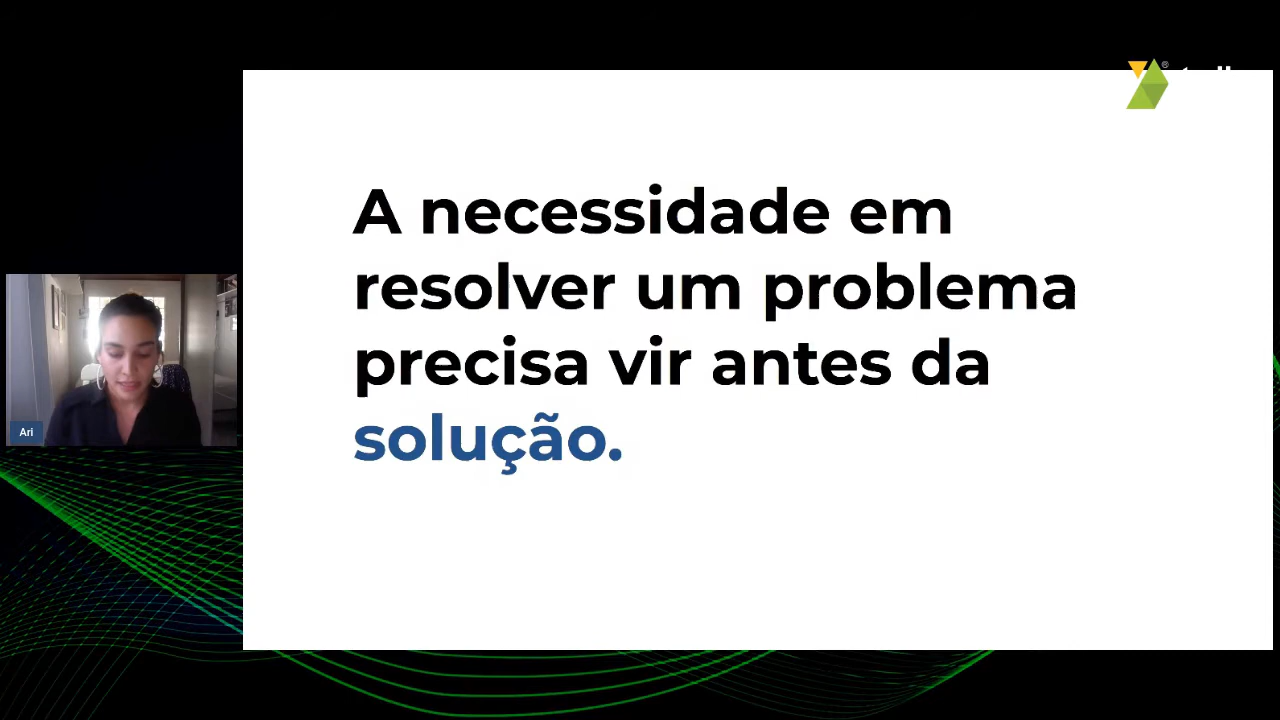 A necessidade em
resolver um problema
precisa vir antes da
solução.
Ari